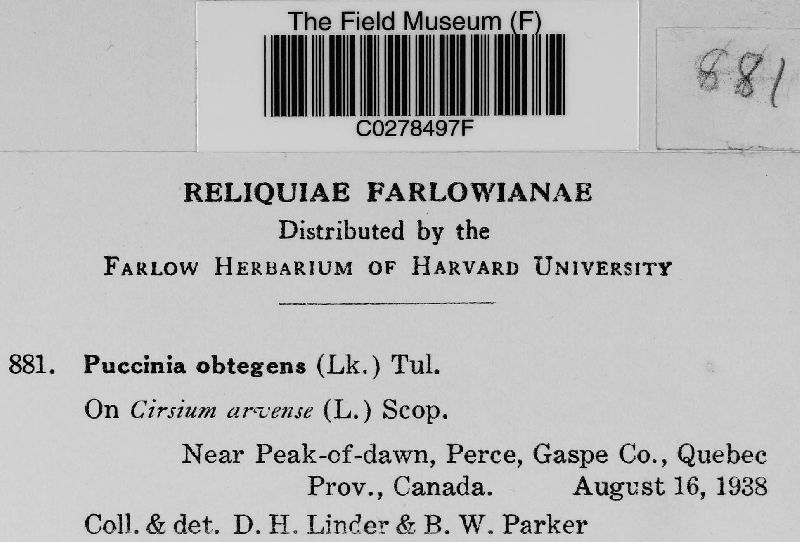 The Field Museum (F)
C0278497F
881
RELIQUIAE FARLOWIANAE
Distributed by the
FARLOW HERBARIUM OF HARVARD UNIVERSITY
881. Puccinia obtegens (Lk.) Tul.
On Cirsium arvense (L.) Scop.
Near Peak-of-dawn, Perce, Gaspe Co., Quebec
Prov., Canada. August 16, 1938
Coll. & det. D. H. Linder & B. W. Parker